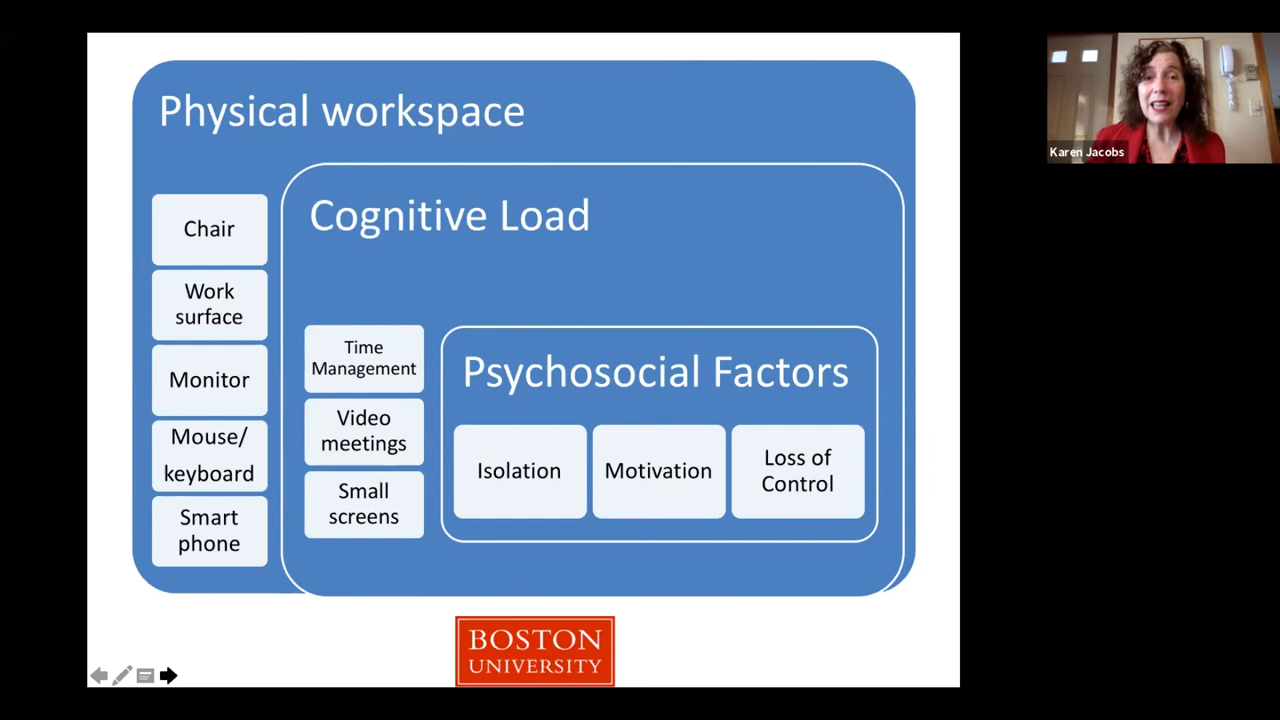 Physical workspace
Chair
Work
surface
Monitor
Mouse/
keyboard
Smart
phone
Cognitive Load
Time
Management
Video
meetings
Small
screens
Psychosocial Factors
Isolation
Motivation
Loss of
Control
BOSTON
UNIVERSITY
Karen Jacobs